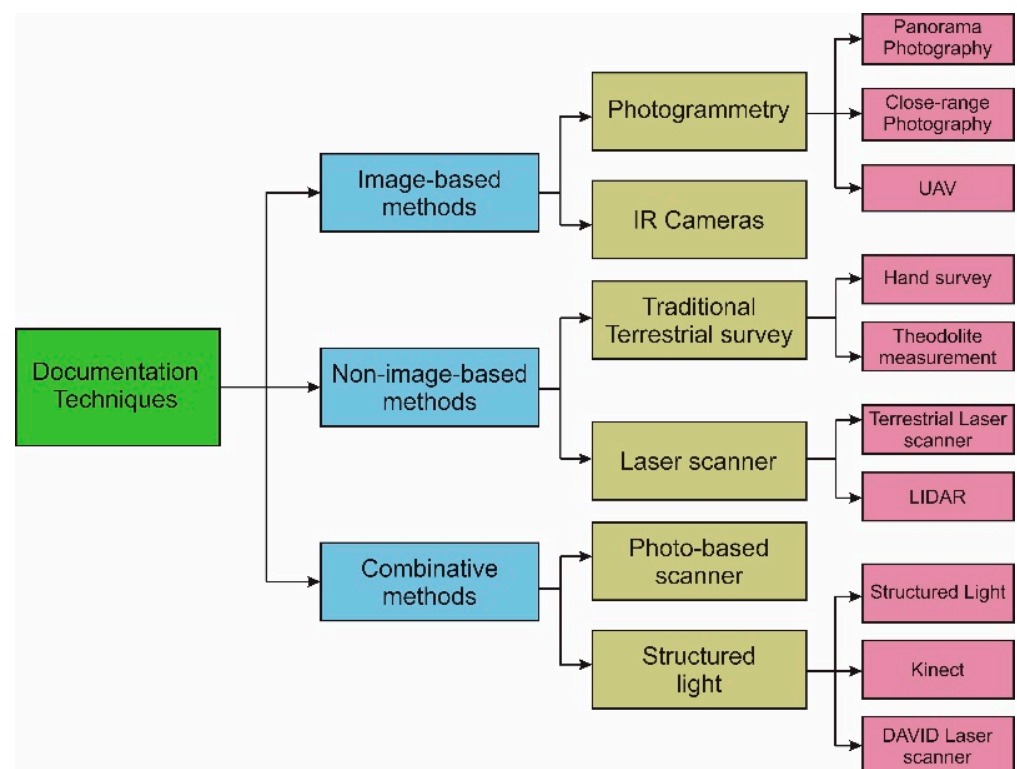 Documentation
Techniques
Image-based
methods
Non-image-based
methods
Combinative
methods
Photogrammetry
IR Cameras
Traditional
Terrestrial survey
Laser scanner
Photo-based
scanner
Structured
light
Panorama
Photography
Close-range
Photography
UAV
Hand survey
Theodolite
measurement
Terrestrial Laser
scanner
LIDAR
Structured Light
Kinect
DAVID Laser
scanner